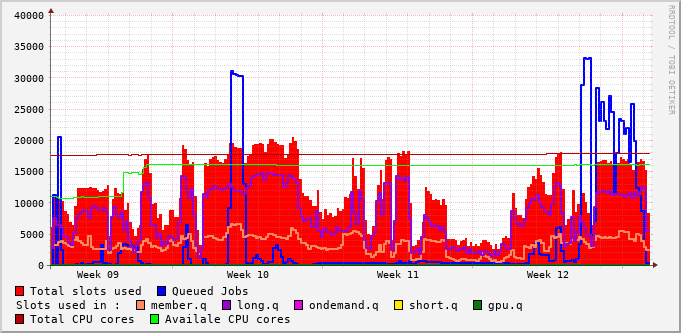 40000
35000
30000
25000
20000
15000
10000
5000
0
Week 09 Week 10 Week 11 Week 12
Total slots used Queued Jobs
Slots used in : member.q long.q ondemand.q short.q gpu.q
Total CPU cores Availale CPU cores
RRDTOOL / TOBI OETIKER